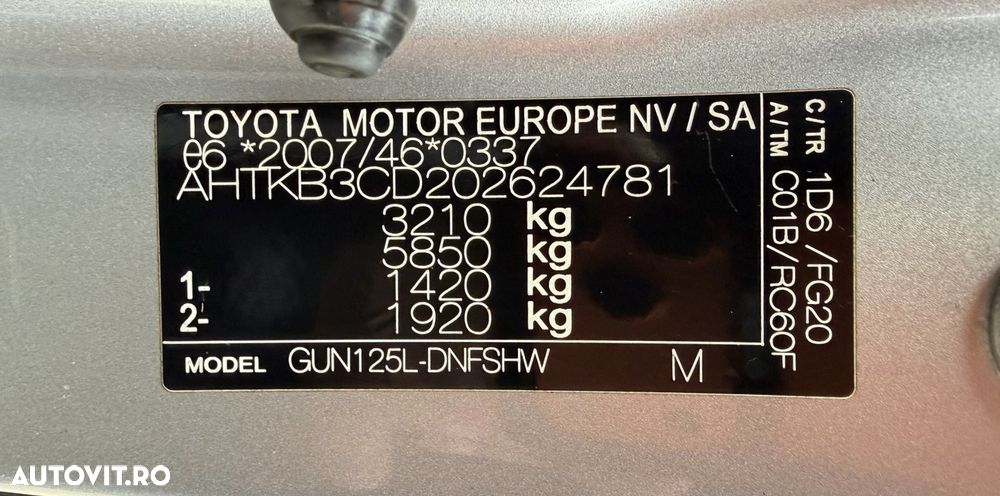 TOYOTA MOTOR EUROPE NV / SA
e6 *2007/46*0337
AHTKB3CD202624781
3210 kg
5850 kg
1- 1420 kg
2- 1920 kg
MODEL GUN125L-DNFSHW M
C/TR 1D6 /FG20
A/TM C01B/RC60F
AUTOVIT.RO